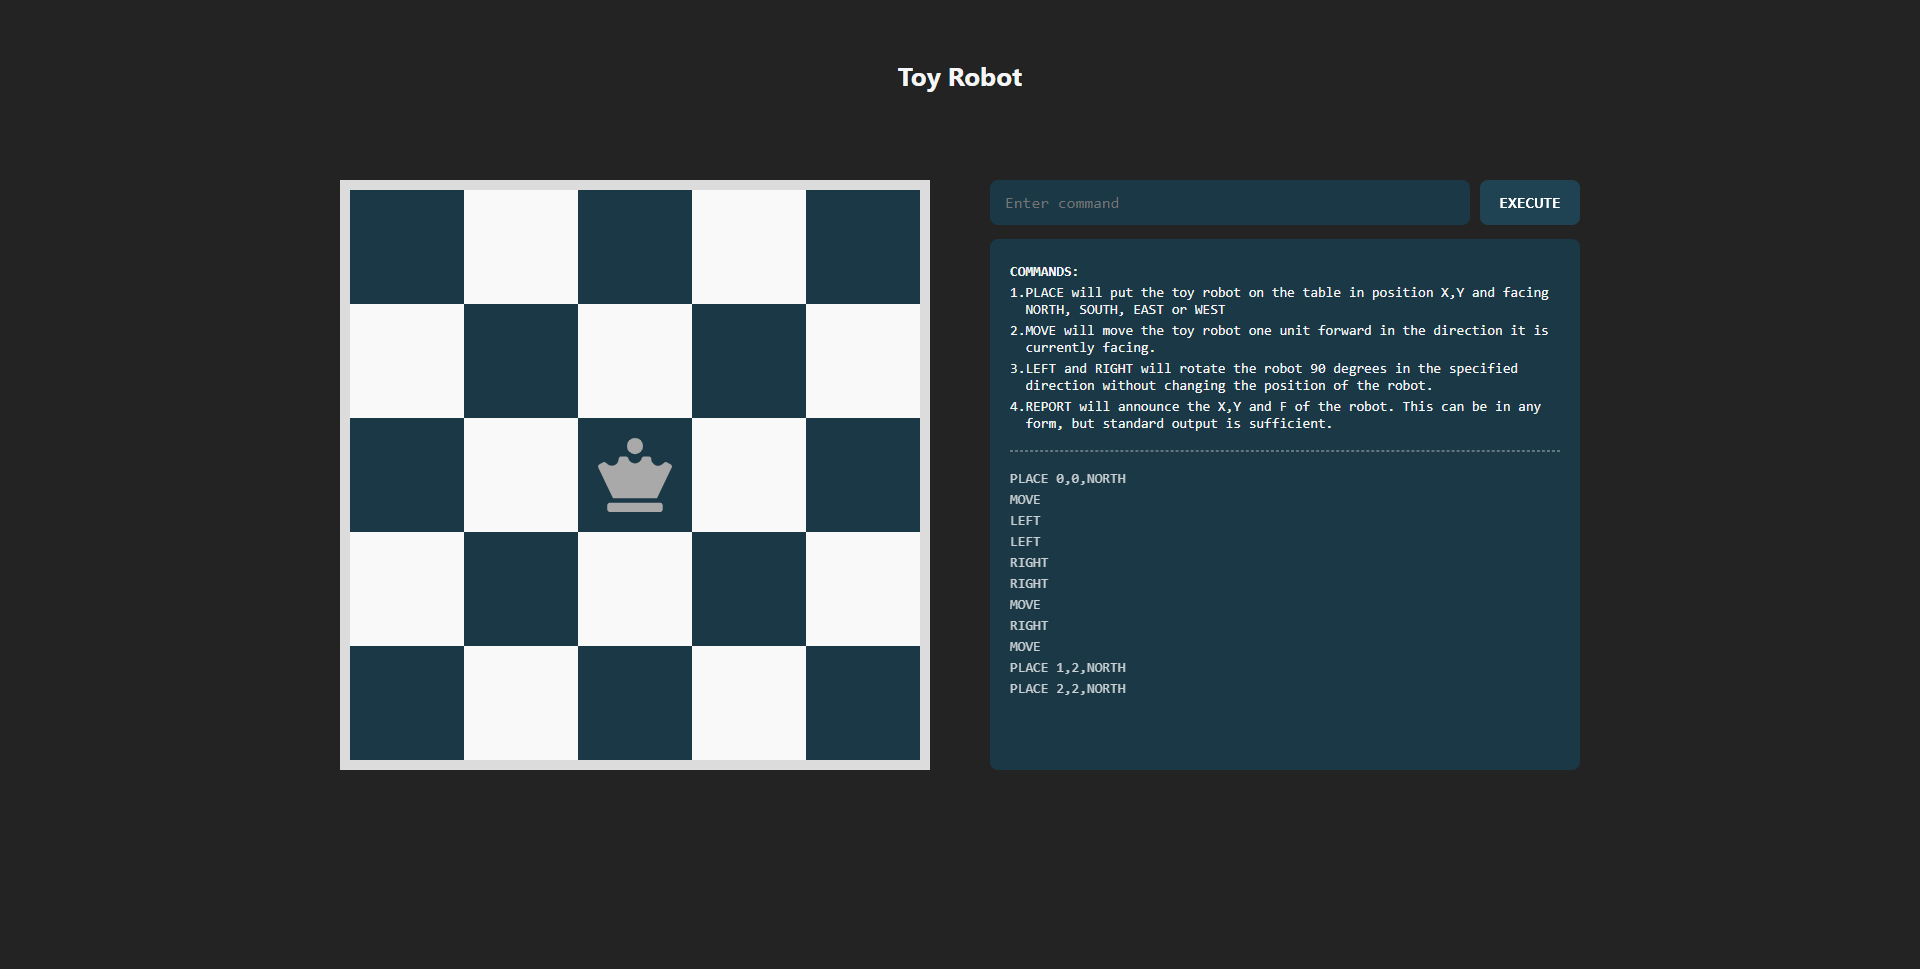 Toy Robot
Enter command
EXECUTE
COMMANDS:
1.PLACE will put the toy robot on the table in position X,Y and facing
NORTH, SOUTH, EAST or WEST
2.MOVE will move the toy robot one unit forward in the direction it is
currently facing.
3.LEFT and RIGHT will rotate the robot 90 degrees in the specified
direction without changing the position of the robot.
4.REPORT will announce the X,Y and F of the robot. This can be in any
form, but standard output is sufficient.
PLACE 0,0,NORTH
MOVE
LEFT
LEFT
RIGHT
RIGHT
MOVE
RIGHT
MOVE
PLACE 1,2,NORTH
PLACE 2,2,NORTH